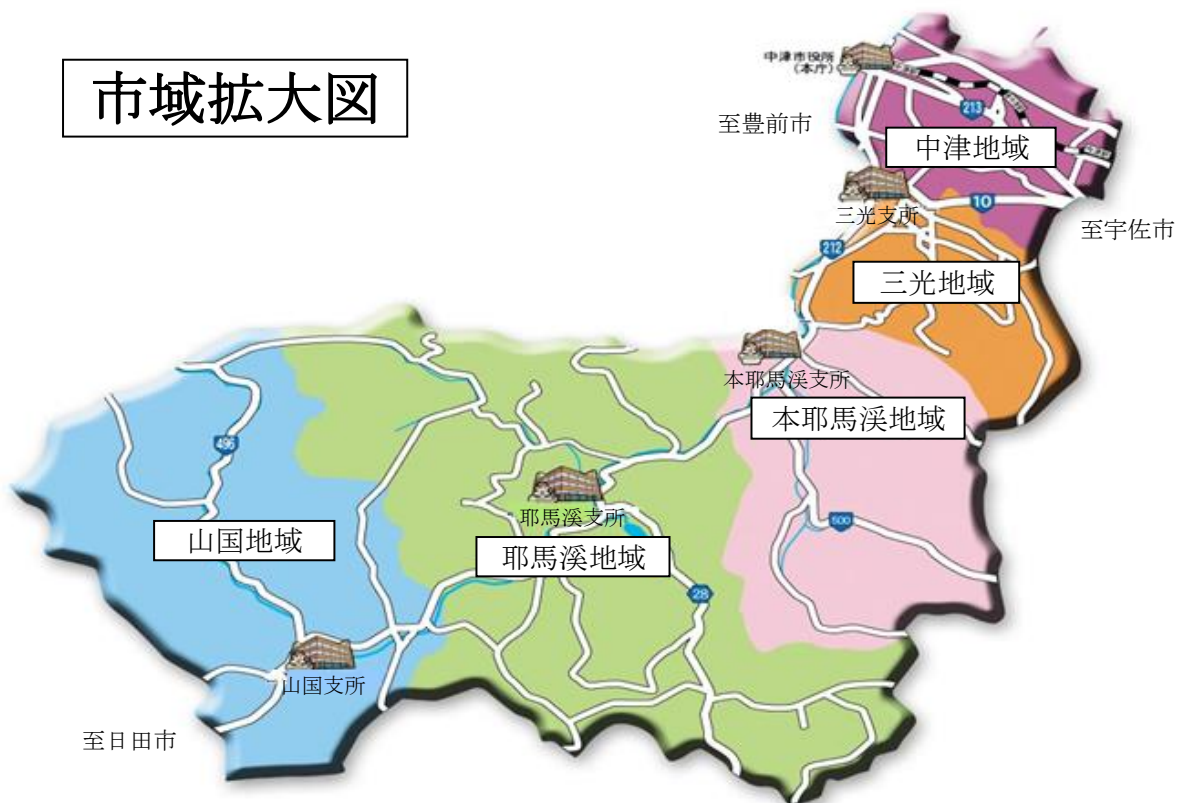 市域拡大図
中津市役所
(本庁)
至豊前市
213
中津地域
三光支所
10
至宇佐市
212
三光地域
本耶馬渓支所
本耶馬渓地域
496
耶馬溪支所
500
山国地域
耶馬溪地域
28
山国支所
至日田市